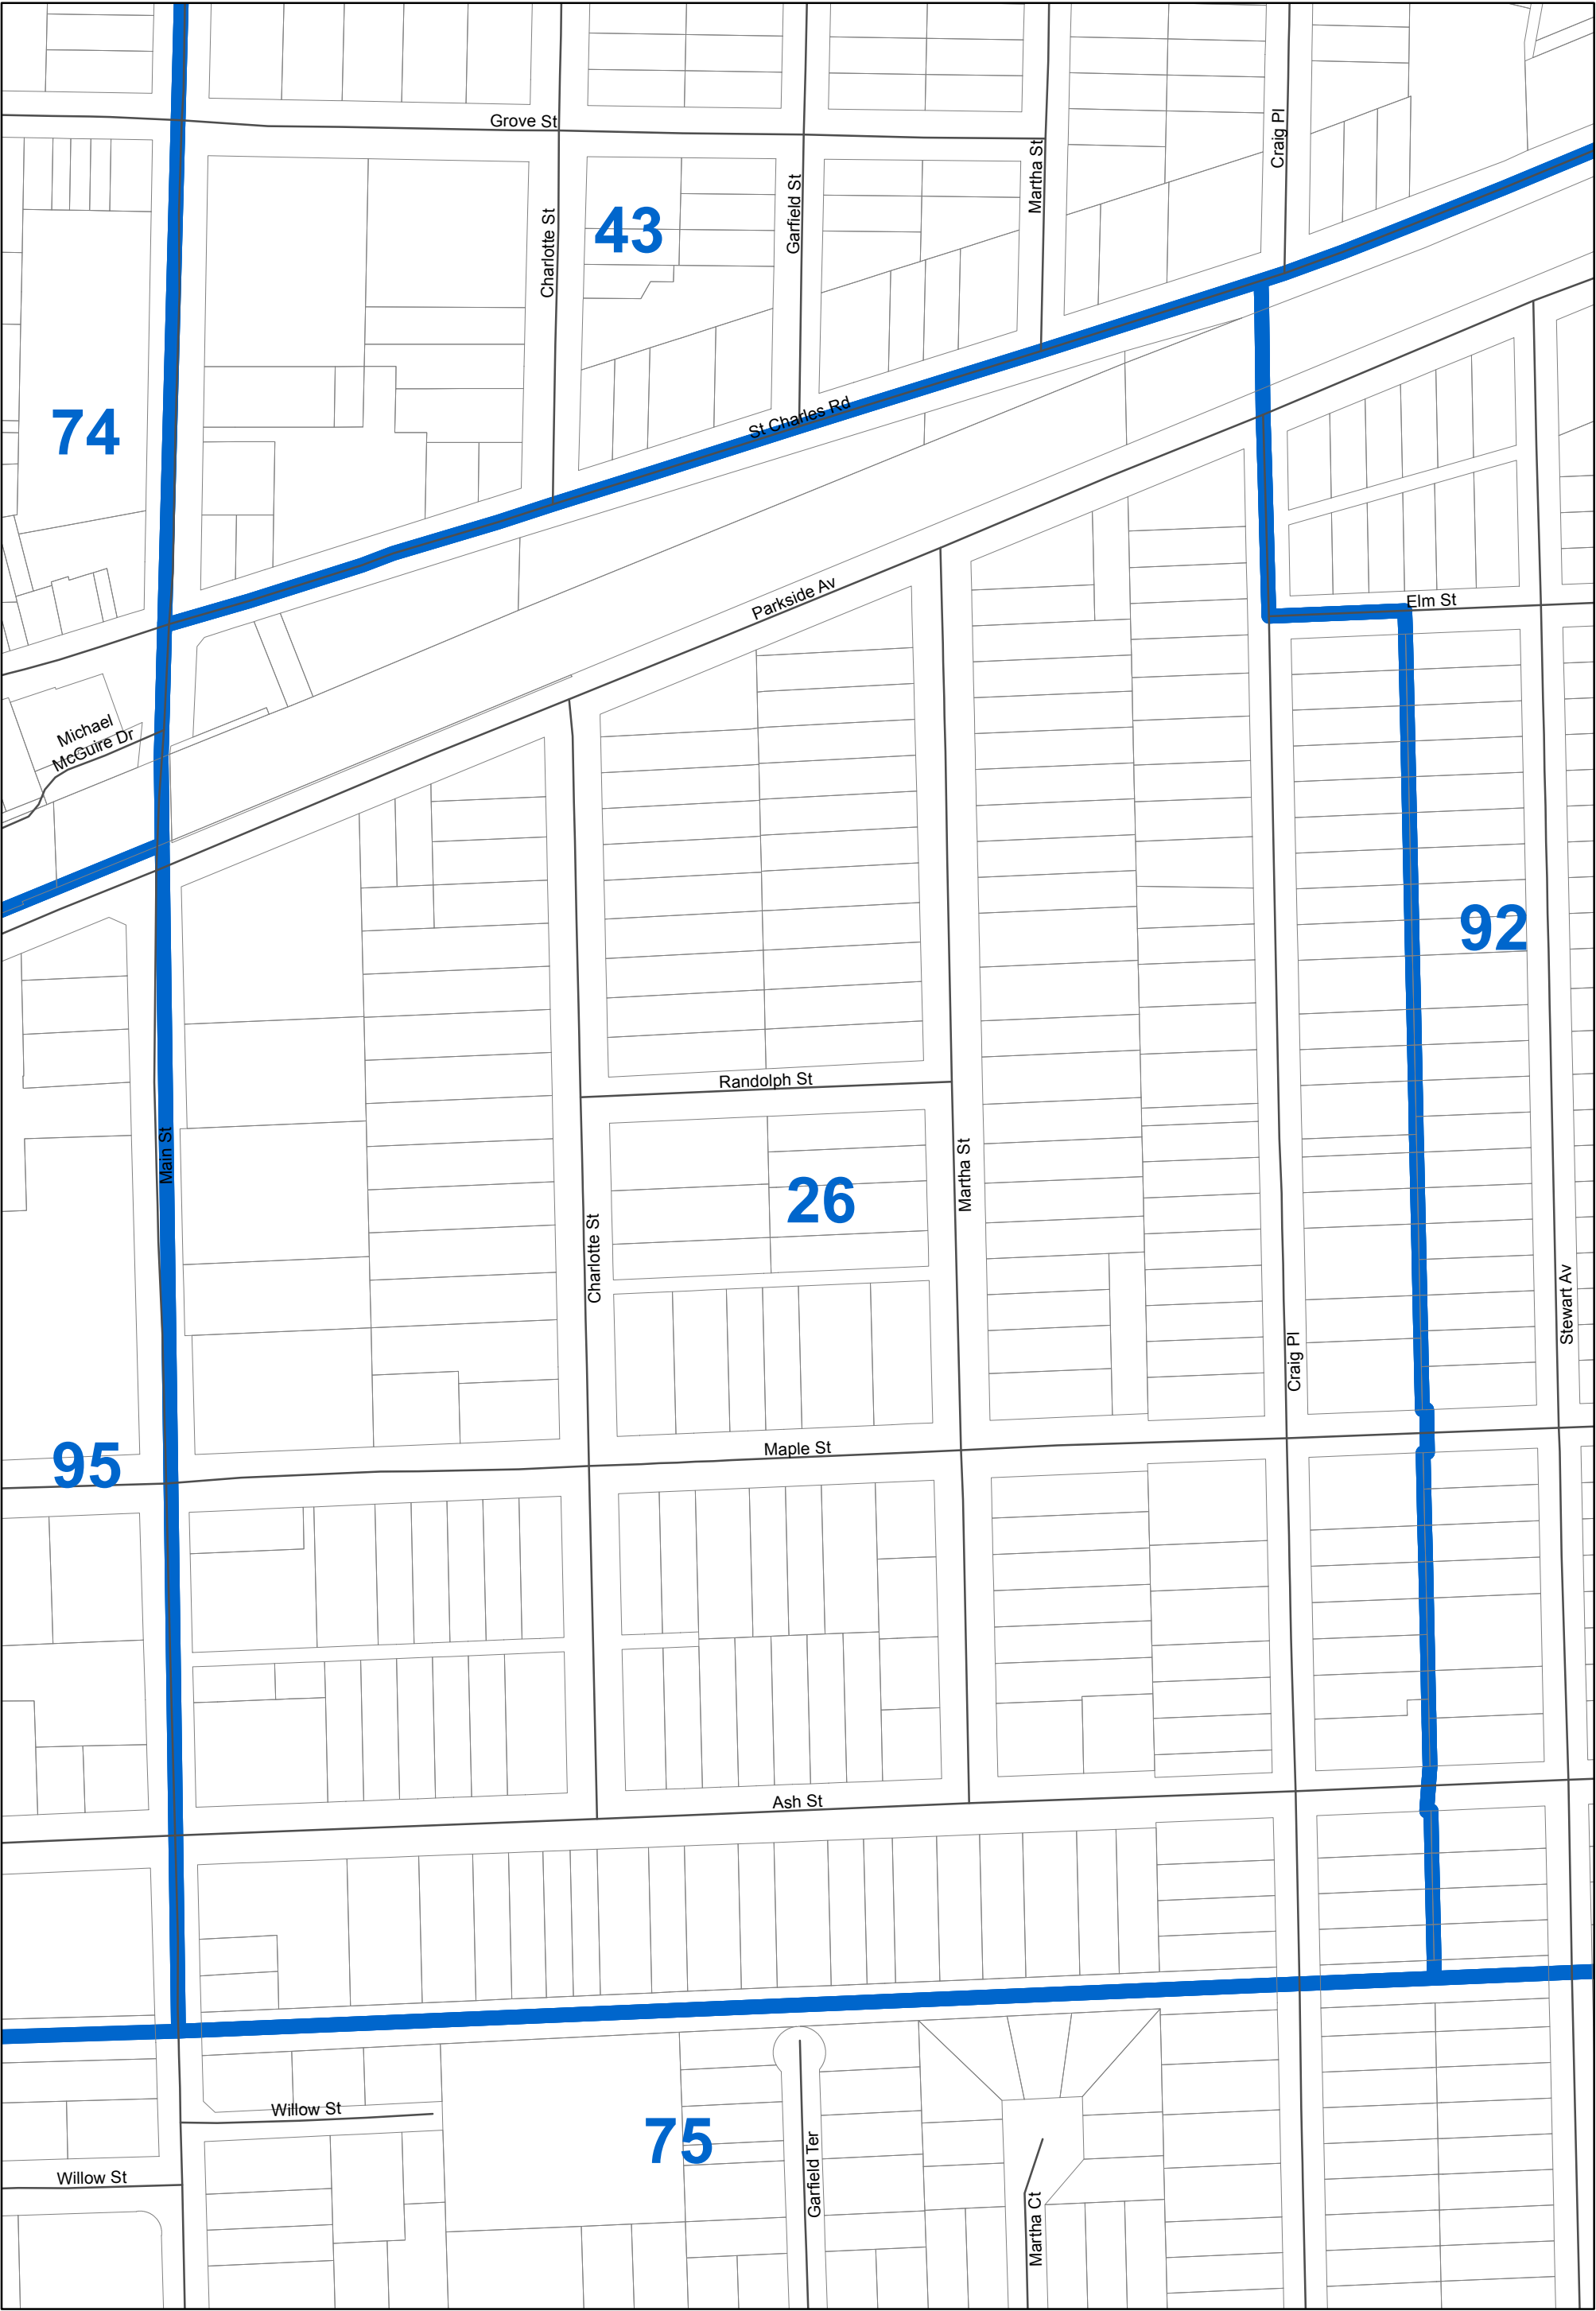 Grove St
Craig Pl
Martha St
Garfield St
Charlotte St
43
74
St Charles Rd
Parkside Av
Elm St
Michael
McGuire Dr
92
Randolph St
Main St
Martha St
26
Charlotte St
Stewart Av
Craig Pl
Maple St
95
Ash St
Willow St
75
Garfield Ter
Willow St
Martha Ct